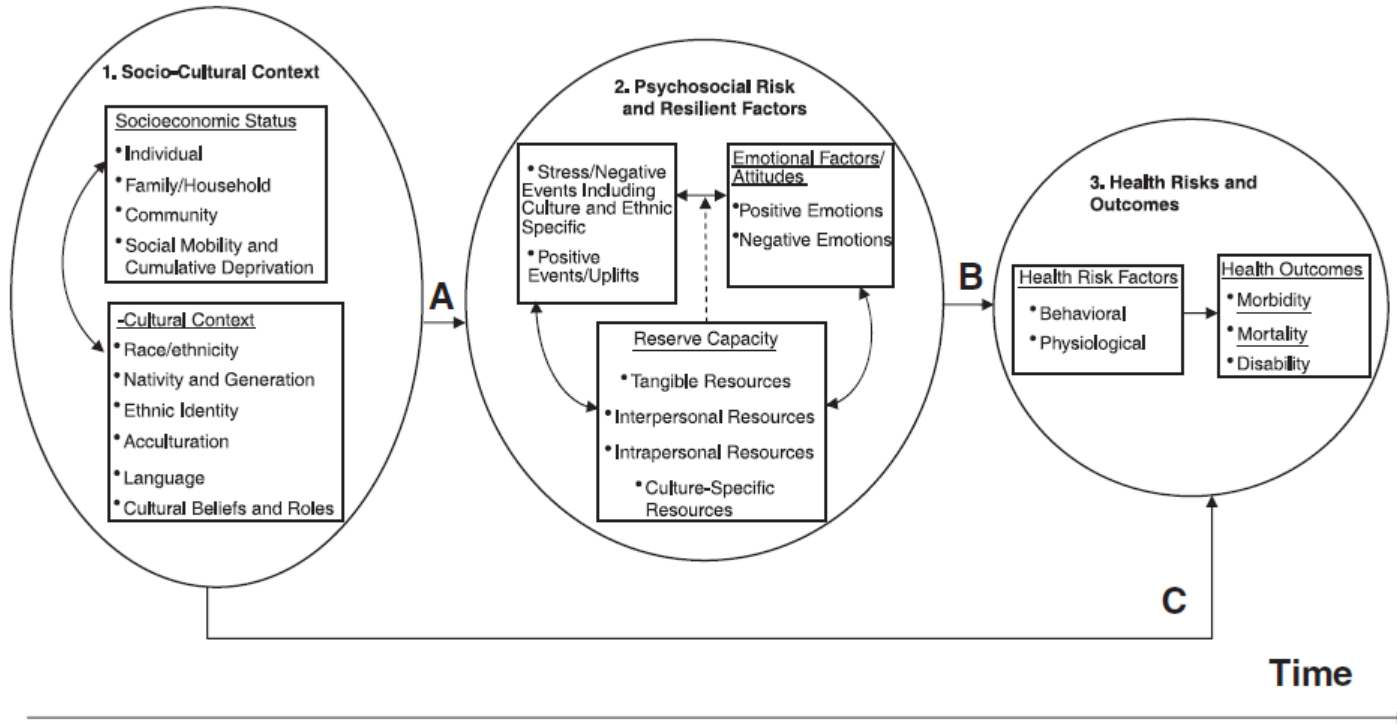 1. Socio-Cultural Context
Socioeconomic Status
•Individual
•Family/Household
•Community
•Social Mobility and
Cumulative Deprivation
-Cultural Context
•Race/ethnicity
•Nativity and Generation
•Ethnic Identity
•Acculturation
•Language
•Cultural Beliefs and Roles
A
2. Psychosocial Risk
and Resilient Factors
•Stress/Negative
Events Including
Culture and Ethnic
Specific
•Positive
Events/Uplifts
Emotional Factors/
Attitudes
•Positive Emotions
•Negative Emotions
Reserve Capacity
•Tangible Resources
•Interpersonal Resources
•Intrapersonal Resources
•Culture-Specific
Resources
B
3. Health Risks and
Outcomes
Health Risk Factors
•Behavioral
•Physiological
Health Outcomes
•Morbidity
•Mortality
•Disability
C
Time